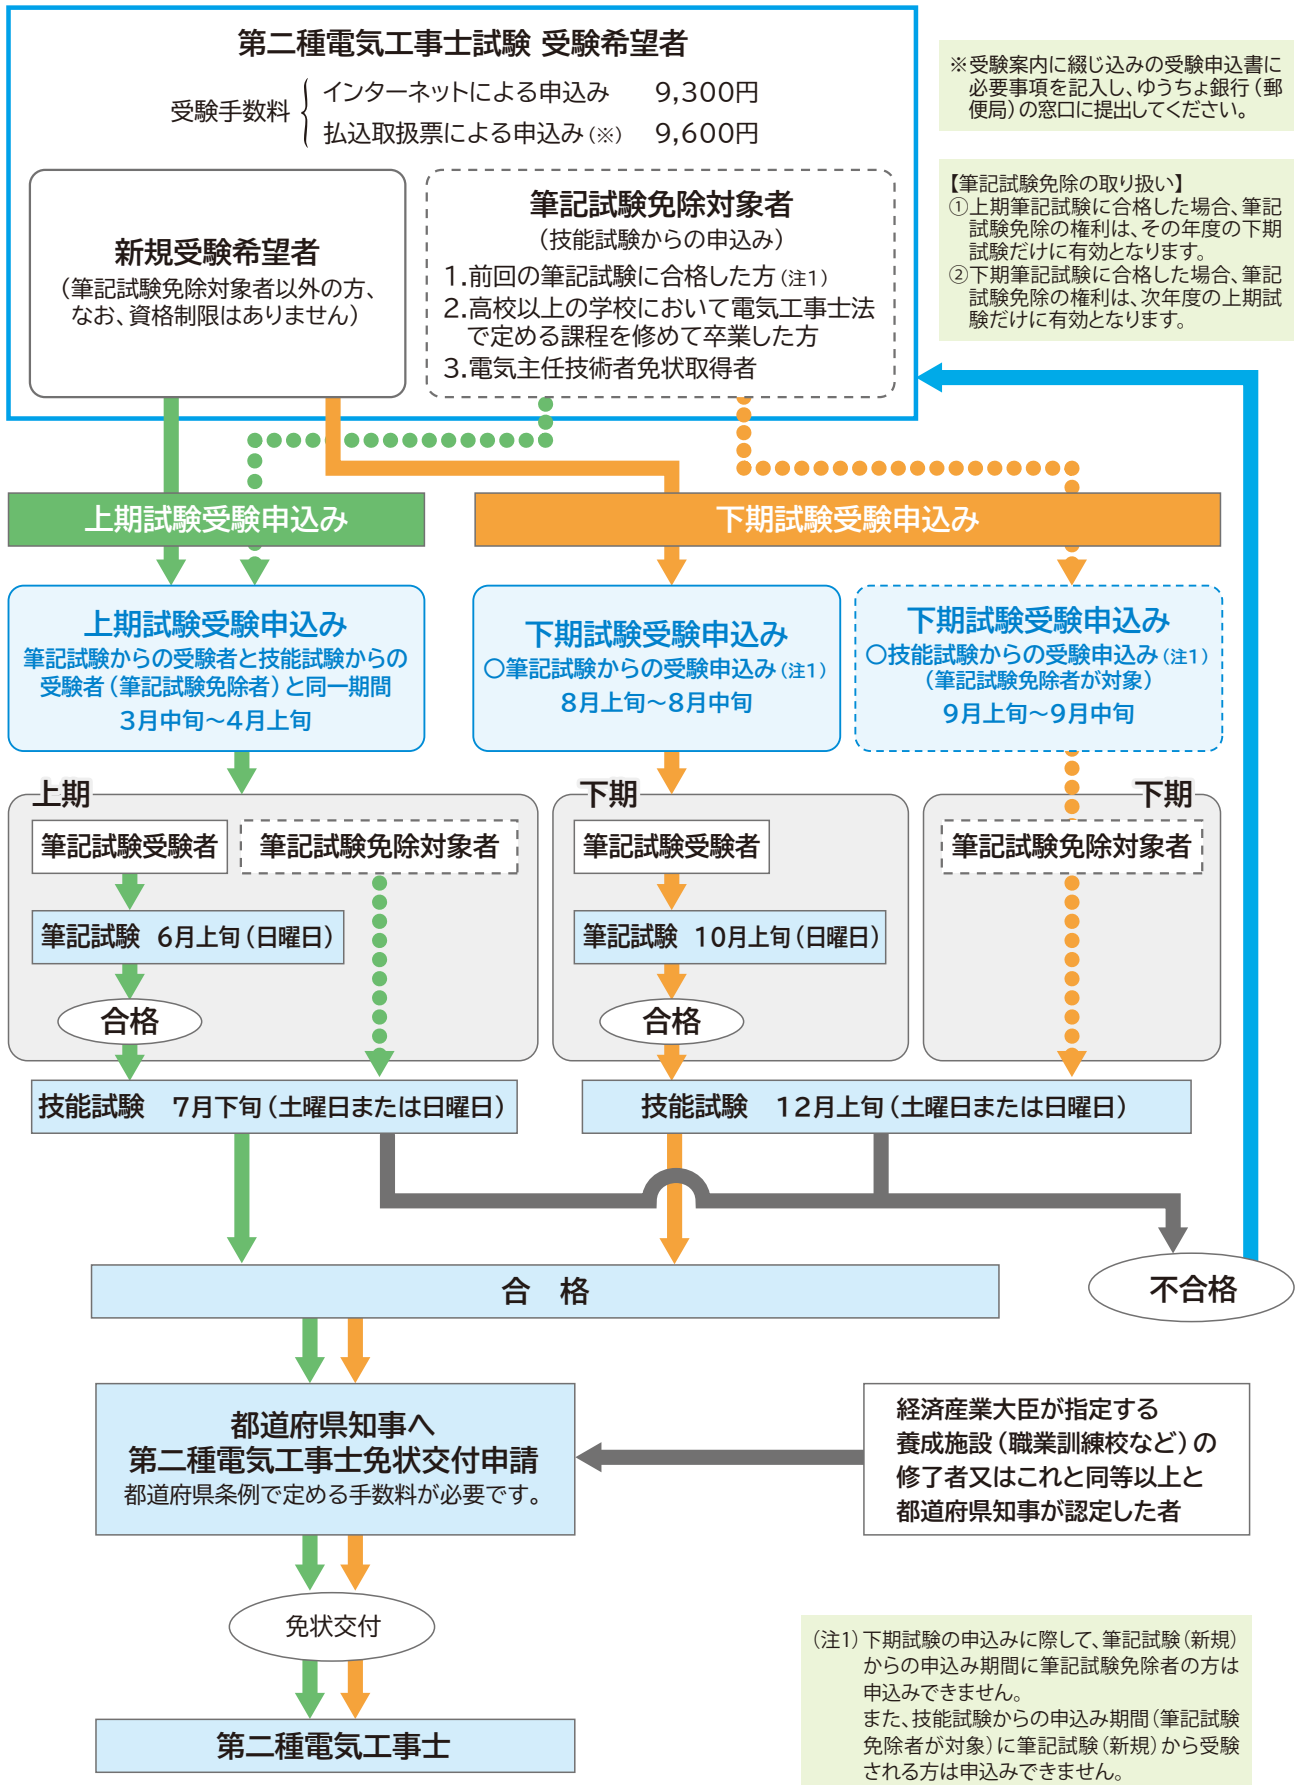 第二種電気工事士試験 受験希望者
受験手数料
インターネットによる申込み 9,300円
払込取扱票による申込み(※) 9,600円
※受験案内に綴じ込みの受験申込書に
必要事項を記入し、ゆうちょ銀行(郵
便局)の窓口に提出してください。
【筆記試験免除の取り扱い】
①上期筆記試験に合格した場合、筆記
試験免除の権利は、その年度の下期
試験だけに有効となります。
②下期筆記試験に合格した場合、筆記
試験免除の権利は、次年度の上期試
験だけに有効となります。
新規受験希望者
(筆記試験免除対象者以外の方、
なお、資格制限はありません)
筆記試験免除対象者
(技能試験からの申込み)
1.前回の筆記試験に合格した方(注1)
2.高校以上の学校において電気工事士法
で定める課程を修めて卒業した方
3.電気主任技術者免状取得者
上期試験受験申込み
下期試験受験申込み
上期試験受験申込み
筆記試験からの受験者と技能試験からの
受験者(筆記試験免除者)と同一期間
3月中旬〜4月上旬
下期試験受験申込み
○筆記試験からの受験申込み(注1)
8月上旬〜8月中旬
下期試験受験申込み
○技能試験からの受験申込み(注1)
(筆記試験免除者が対象)
9月上旬〜9月中旬
上期
筆記試験受験者
筆記試験免除対象者
筆記試験 6月上旬(日曜日)
合格
下期
筆記試験受験者
筆記試験 10月上旬(日曜日)
合格
下期
筆記試験免除対象者
技能試験 7月下旬(土曜日または日曜日)
技能試験 12月上旬(土曜日または日曜日)
合 格
不合格
都道府県知事へ
第二種電気工事士免状交付申請
都道府県条例で定める手数料が必要です。
経済産業大臣が指定する
養成施設(職業訓練校など)の
修了者又はこれと同等以上と
都道府県知事が認定した者
免状交付
第二種電気工事士
(注1)下期試験の申込みに際して、筆記試験(新規)
からの申込み期間に筆記試験免除者の方は
申込みできません。
また、技能試験からの申込み期間(筆記試験
免除者が対象)に筆記試験(新規)から受験
される方は申込みできません。